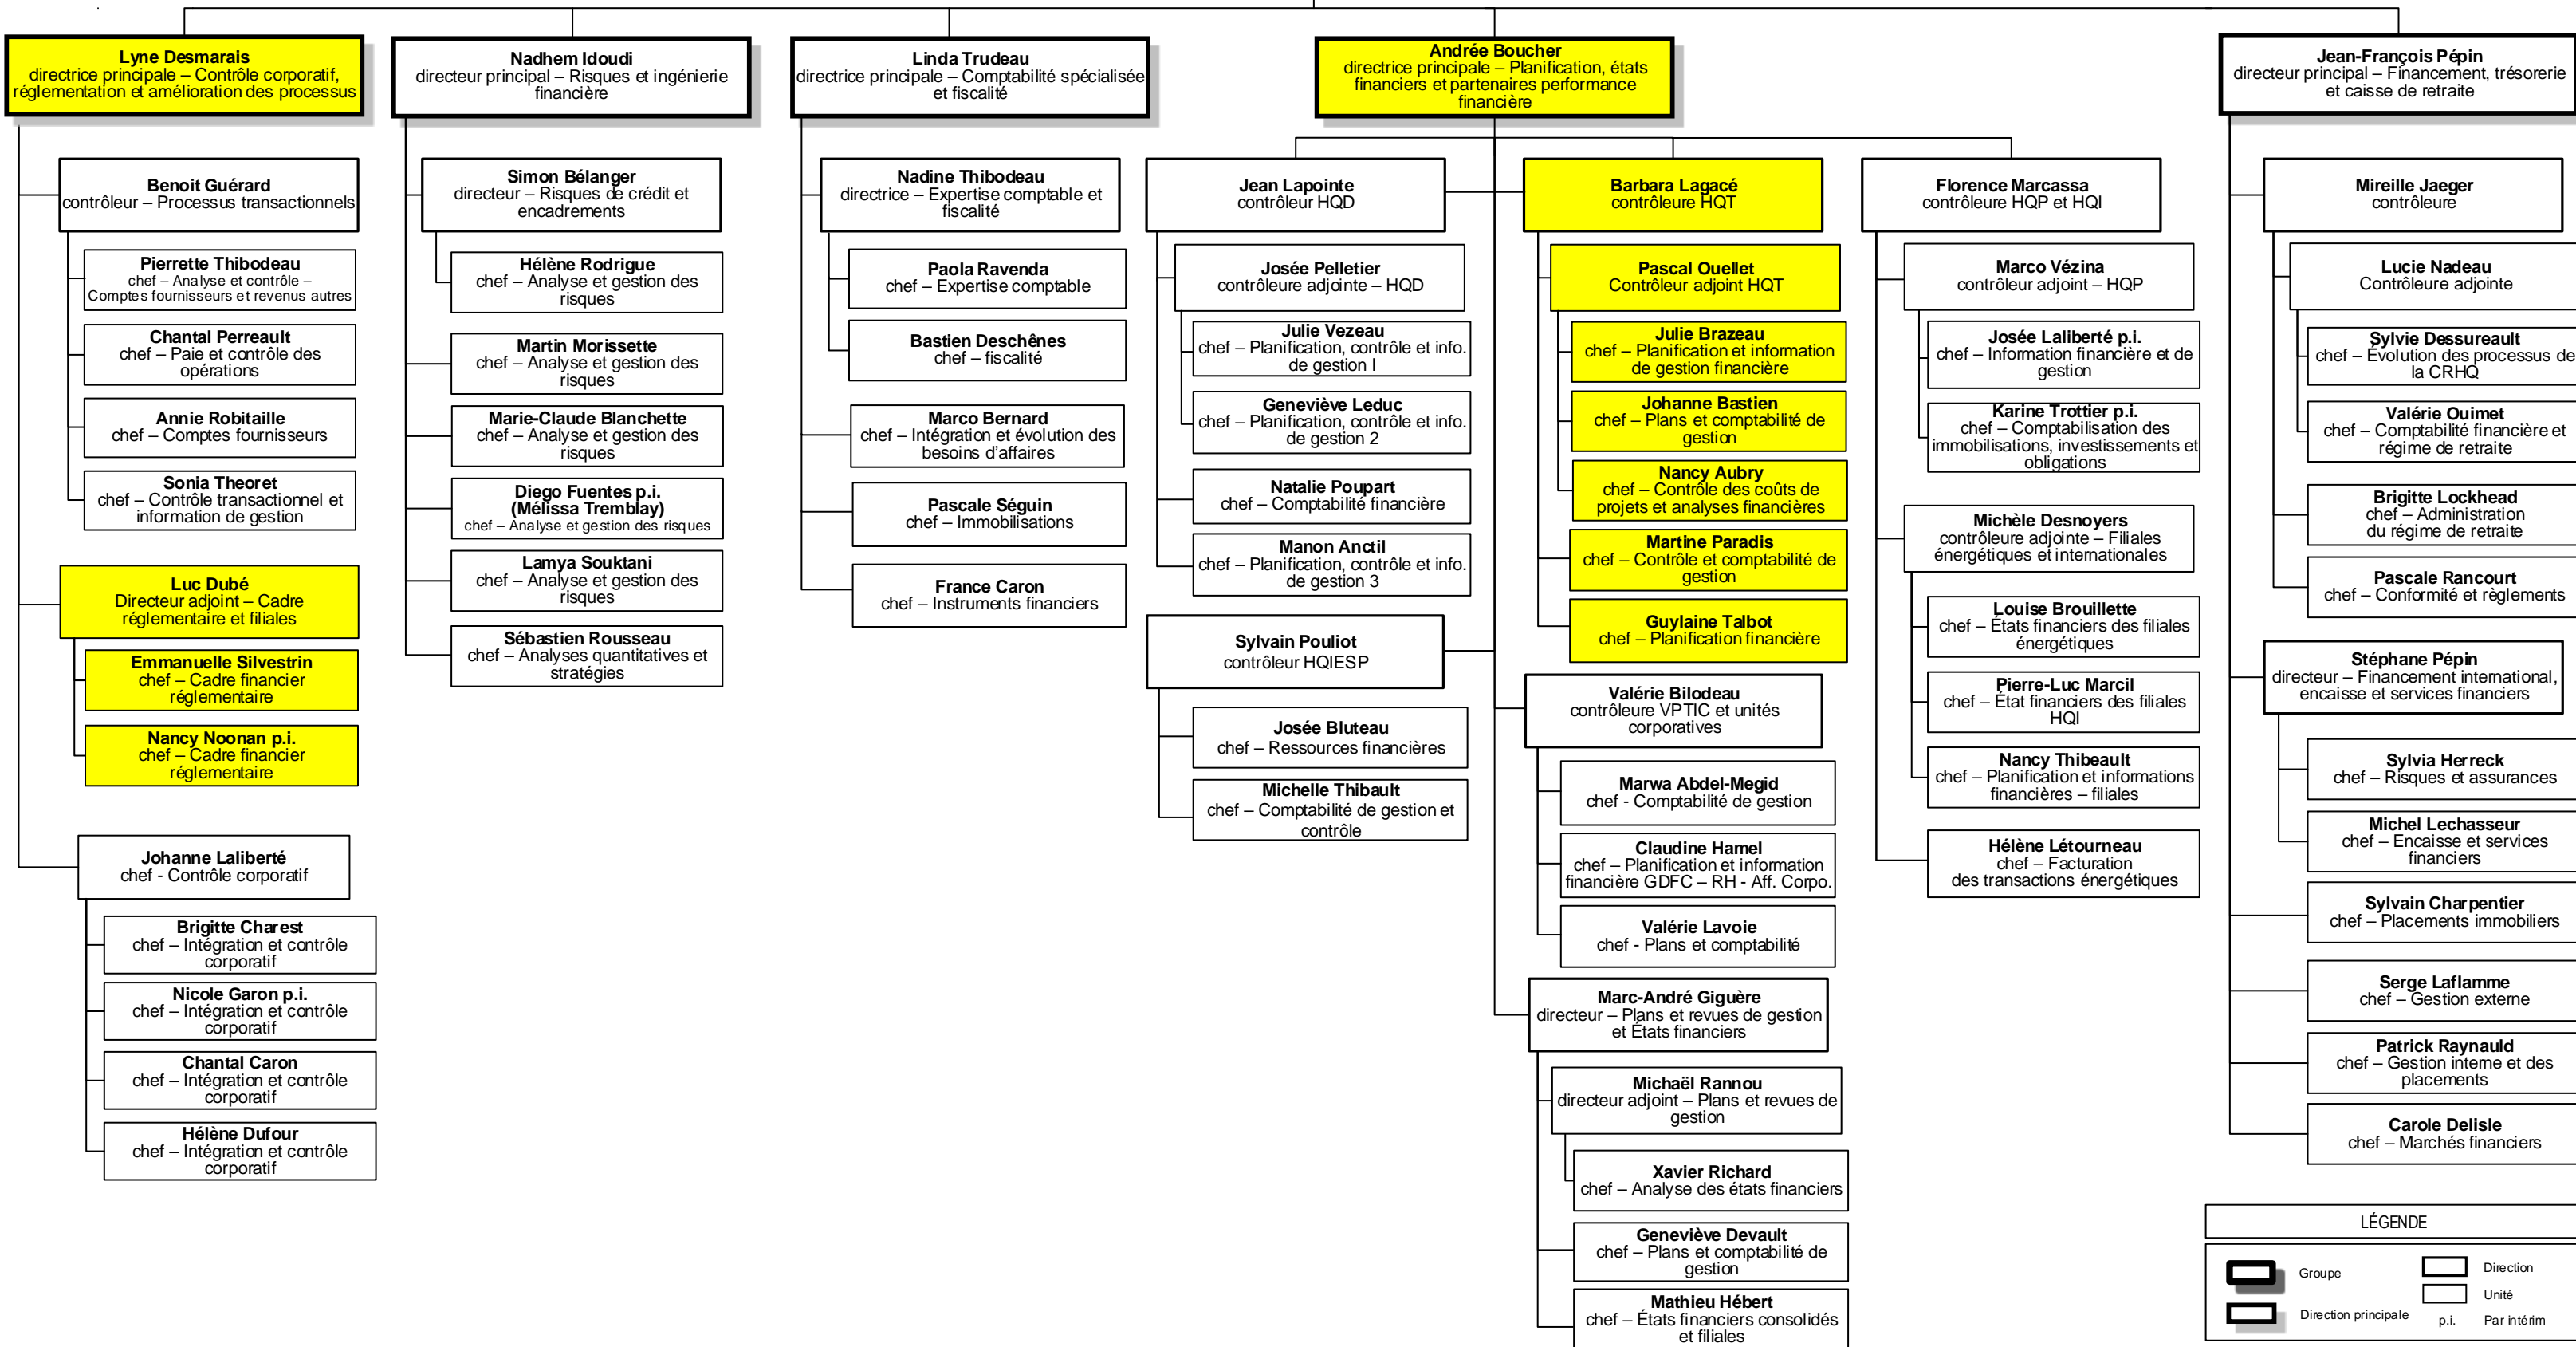 Lyne Desmarais
directrice principale – Contrôle corporatif,
réglementation et amélioration des processus
Benoit Guérard
contrôleur – Processus transactionnels
Pierrette Thibodeau
chef – Analyse et contrôle –
Comptes fournisseurs et revenus autres
Chantal Perreault
chef – Paie et contrôle des
opérations
Annie Robitaille
chef – Comptes fournisseurs
Sonia Theoret
chef – Contrôle transactionnel et
information de gestion
Luc Dubé
Directeur adjoint – Cadre
réglementaire et filiales
Emmanuelle Silvestrin
chef – Cadre financier
réglementaire
Nancy Noonan p.i.
chef – Cadre financier
réglementaire
Johanne Laliberté
chef - Contrôle corporatif
Brigitte Charest
chef – Intégration et contrôle
corporatif
Nicole Garon p.i.
chef – Intégration et contrôle
corporatif
Chantal Caron
chef – Intégration et contrôle
corporatif
Hélène Dufour
chef – Intégration et contrôle
corporatif
Nadhem Idoudi
directeur principal – Risques et ingénierie
financière
Simon Bélanger
directeur – Risques de crédit et
encadrements
Hélène Rodrigue
chef – Analyse et gestion des
risques
Martin Morissette
chef – Analyse et gestion des
risques
Marie-Claude Blanchette
chef – Analyse et gestion des
risques
Diego Fuentes p.i.
(Mélissa Tremblay)
chef – Analyse et gestion des risques
Lamya Souktani
chef – Analyse et gestion des
risques
Sébastien Rousseau
chef – Analyses quantitatives et
stratégies
Linda Trudeau
directrice principale – Comptabilité spécialisée
et fiscalité
Nadine Thibodeau
directrice – Expertise comptable et
fiscalité
Paola Ravenda
chef – Expertise comptable
Bastien Deschênes
chef – fiscalité
Marco Bernard
chef – Intégration et évolution des
besoins d'affaires
Pascale Séguin
chef – Immobilisations
France Caron
chef – Instruments financiers
Andrée Boucher
directrice principale – Planification, états
financiers et partenaires performance
financière
Jean Lapointe
contrôleur HQD
Josée Pelletier
contrôleure adjointe – HQD
Julie Vezeau
chef – Planification, contrôle et info.
de gestion I
Geneviève Leduc
chef – Planification, contrôle et info.
de gestion 2
Natalie Poupart
chef – Comptabilité financière
Manon Anctil
chef – Planification, contrôle et info.
de gestion 3
Sylvain Pouliot
contrôleur HQIESP
Josée Bluteau
chef – Ressources financières
Michelle Thibault
chef – Comptabilité de gestion et
contrôle
Barbara Lagacé
contrôleure HQT
Pascal Ouellet
Contrôleur adjoint HQT
Julie Brazeau
chef – Planification et information
de gestion financière
Johanne Bastien
chef – Plans et comptabilité de
gestion
Nancy Aubry
chef – Contrôle des coûts de
projets et analyses financières
Martine Paradis
chef – Contrôle et comptabilité de
gestion
Guylaine Talbot
chef – Planification financière
Valérie Bilodeau
contrôleure VPTIC et unités
corporatives
Marwa Abdel-Megid
chef - Comptabilité de gestion
Claudine Hamel
chef – Planification et information
financière GDFC – RH - Aff. Corpo.
Valérie Lavoie
chef - Plans et comptabilité
Marc-André Giguère
directeur – Plans et revues de gestion
et États financiers
Michaël Rannou
directeur adjoint – Plans et revues de
gestion
Xavier Richard
chef – Analyse des états financiers
Geneviève Devault
chef – Plans et comptabilité de
gestion
Mathieu Hébert
chef – États financiers consolidés
et filiales
Florence Marcassa
contrôleure HQP et HQI
Marco Vézina
contrôleur adjoint – HQP
Josée Laliberté p.i.
chef – Information financière et de
gestion
Karine Trottier p.i.
chef – Comptabilisation des
immobilisations, investissements et
obligations
Michèle Desnoyers
contrôleure adjointe – Filiales
énergétiques et internationales
Louise Brouillette
chef – États financiers des filiales
énergétiques
Pierre-Luc Marcil
chef – État financiers des filiales
HQI
Nancy Thibeault
chef – Planification et informations
financières – filiales
Hélène Létourneau
chef – Facturation
des transactions énergétiques
Jean-François Pépin
directeur principal – Financement, trésorerie
et caisse de retraite
Mireille Jaeger
contrôleure
Lucie Nadeau
Contrôleure adjointe
Sylvie Dessureault
chef – Évolution des processus de
la CRHQ
Valérie Ouimet
chef – Comptabilité financière et
régime de retraite
Brigitte Lockhead
chef – Administration
du régime de retraite
Pascale Rancourt
chef – Conformité et règlements
Stéphane Pépin
directeur – Financement international,
encaisse et services financiers
Sylvia Herreck
chef – Risques et assurances
Michel Lechasseur
chef – Encaisse et services
financiers
Sylvain Charpentier
chef – Placements immobiliers
Serge Laflamme
chef – Gestion externe
Patrick Raynauld
chef – Gestion interne et des
placements
Carole Delisle
chef – Marchés financiers
LÉGENDE
Groupe
Direction
Unité
Direction principale
p.i. Par intérim